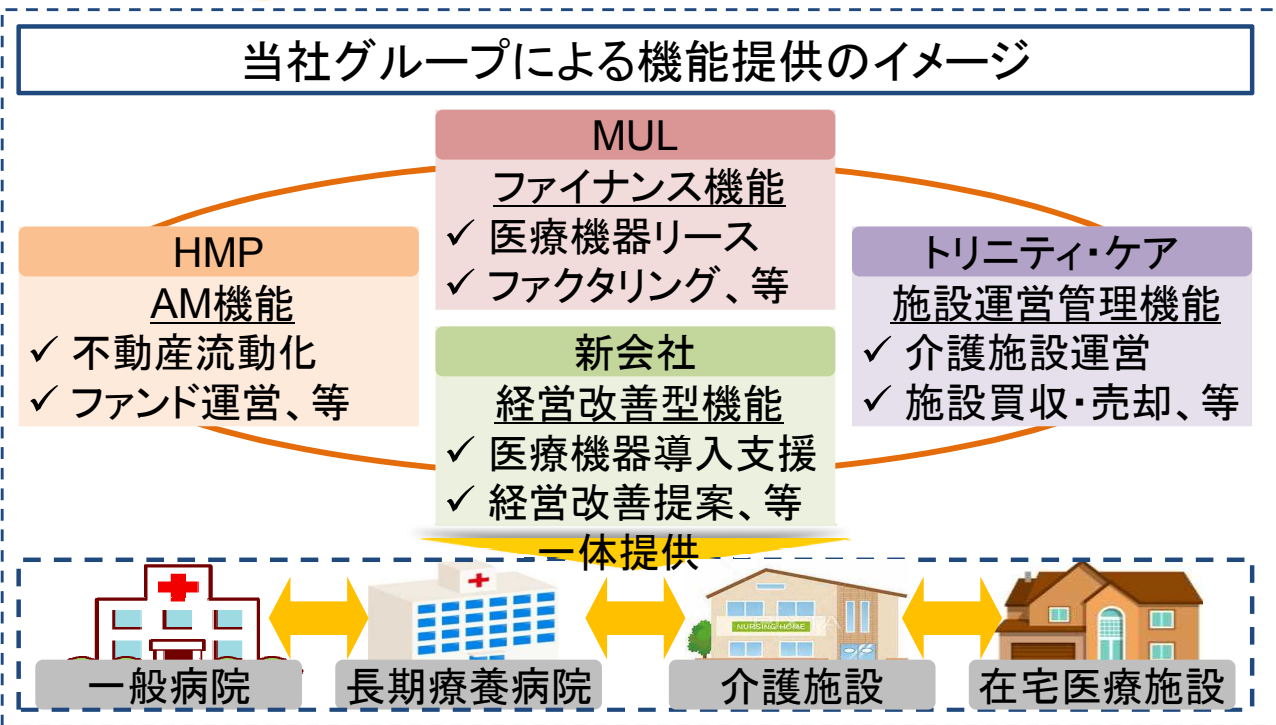 当社グループによる機能提供のイメージ
MUL
ファイナンス機能
✓ 医療機器リース
✓ ファクタリング、等
HMP
AM機能
✓ 不動産流動化
✓ ファンド運営、等
トリニティ・ケア
施設運営管理機能
✓ 介護施設運営
✓ 施設買収・売却、等
新会社
経営改善型機能
✓ 医療機器導入支援
✓ 経営改善提案、等
一体提供
NURSING HOME
一般病院
長期療養病院
介護施設
在宅医療施設